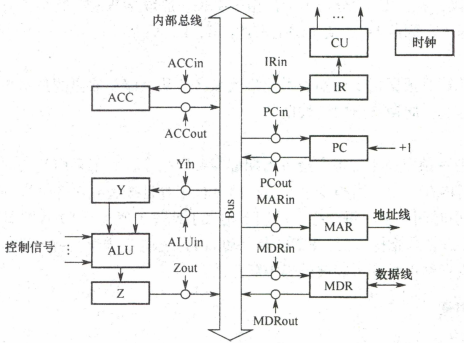 内部总线
CU
时钟
...
ACCin
IRin
ACC
IR
ACCout
PCin
PC
+1
PCout
Yin
Y
MARin
Bus
MAR
地址线
控制信号
ALU
ALUin
MDRin
Z
Zout
MDR
数据线
MDRout